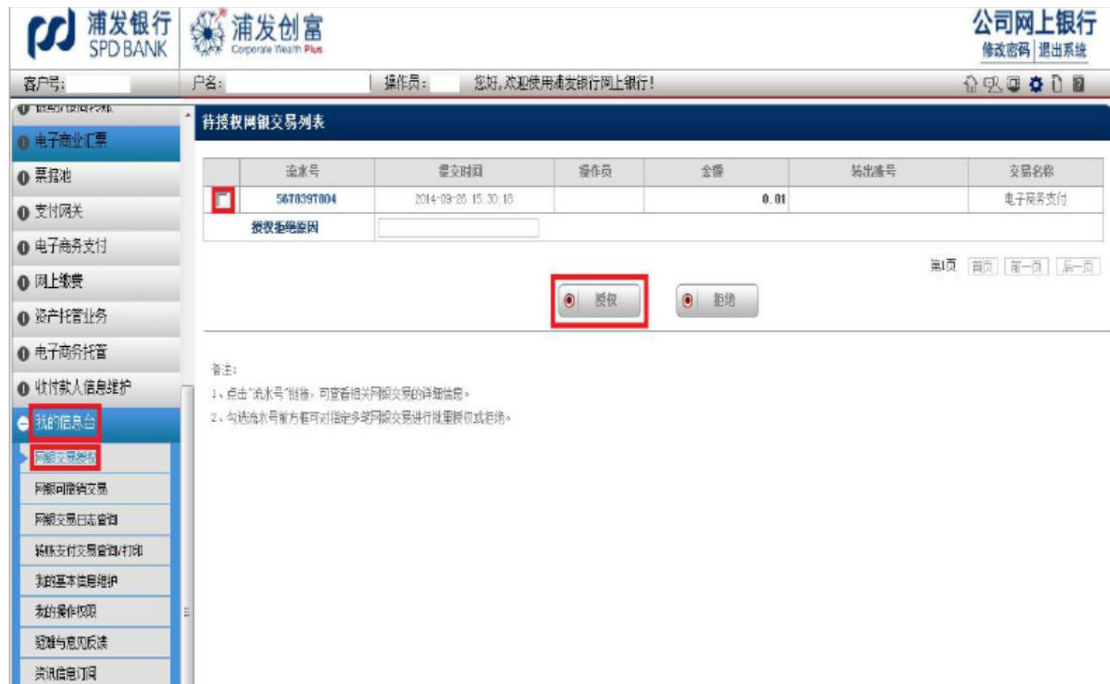 浦发银行
SPD BANK
浦发创富
Corporate Wealth Plus
公司网上银行
修改密码 退出系统
客户号:
户名:
操作员:
您好,欢迎使用浦发银行网上银行!
电子商业汇票
票据池
支付网关
电子商务支付
网上缴费
资产托管业务
电子商务托管
收付款人信息维护
我的信息台
网银交易授权
网银可撤销交易
网银交易日志查询
转账支付交易查询/打印
我的基本信息维护
我的操作权限
疑难与意见反馈
资讯信息订阅
待授权网银交易列表
流水号 提交时间 操作员 金额 转出账号 交易名称
5678397804 0.01 电子商务支付
授权拒绝原因
第1页 首页 前一页 后一页
授权 拒绝
备注:
1、点击"流水号"链接,可查看相关网银交易的详细信息。
2、勾选流水号前方框可对指定多笔网银交易进行批量授权或拒绝。